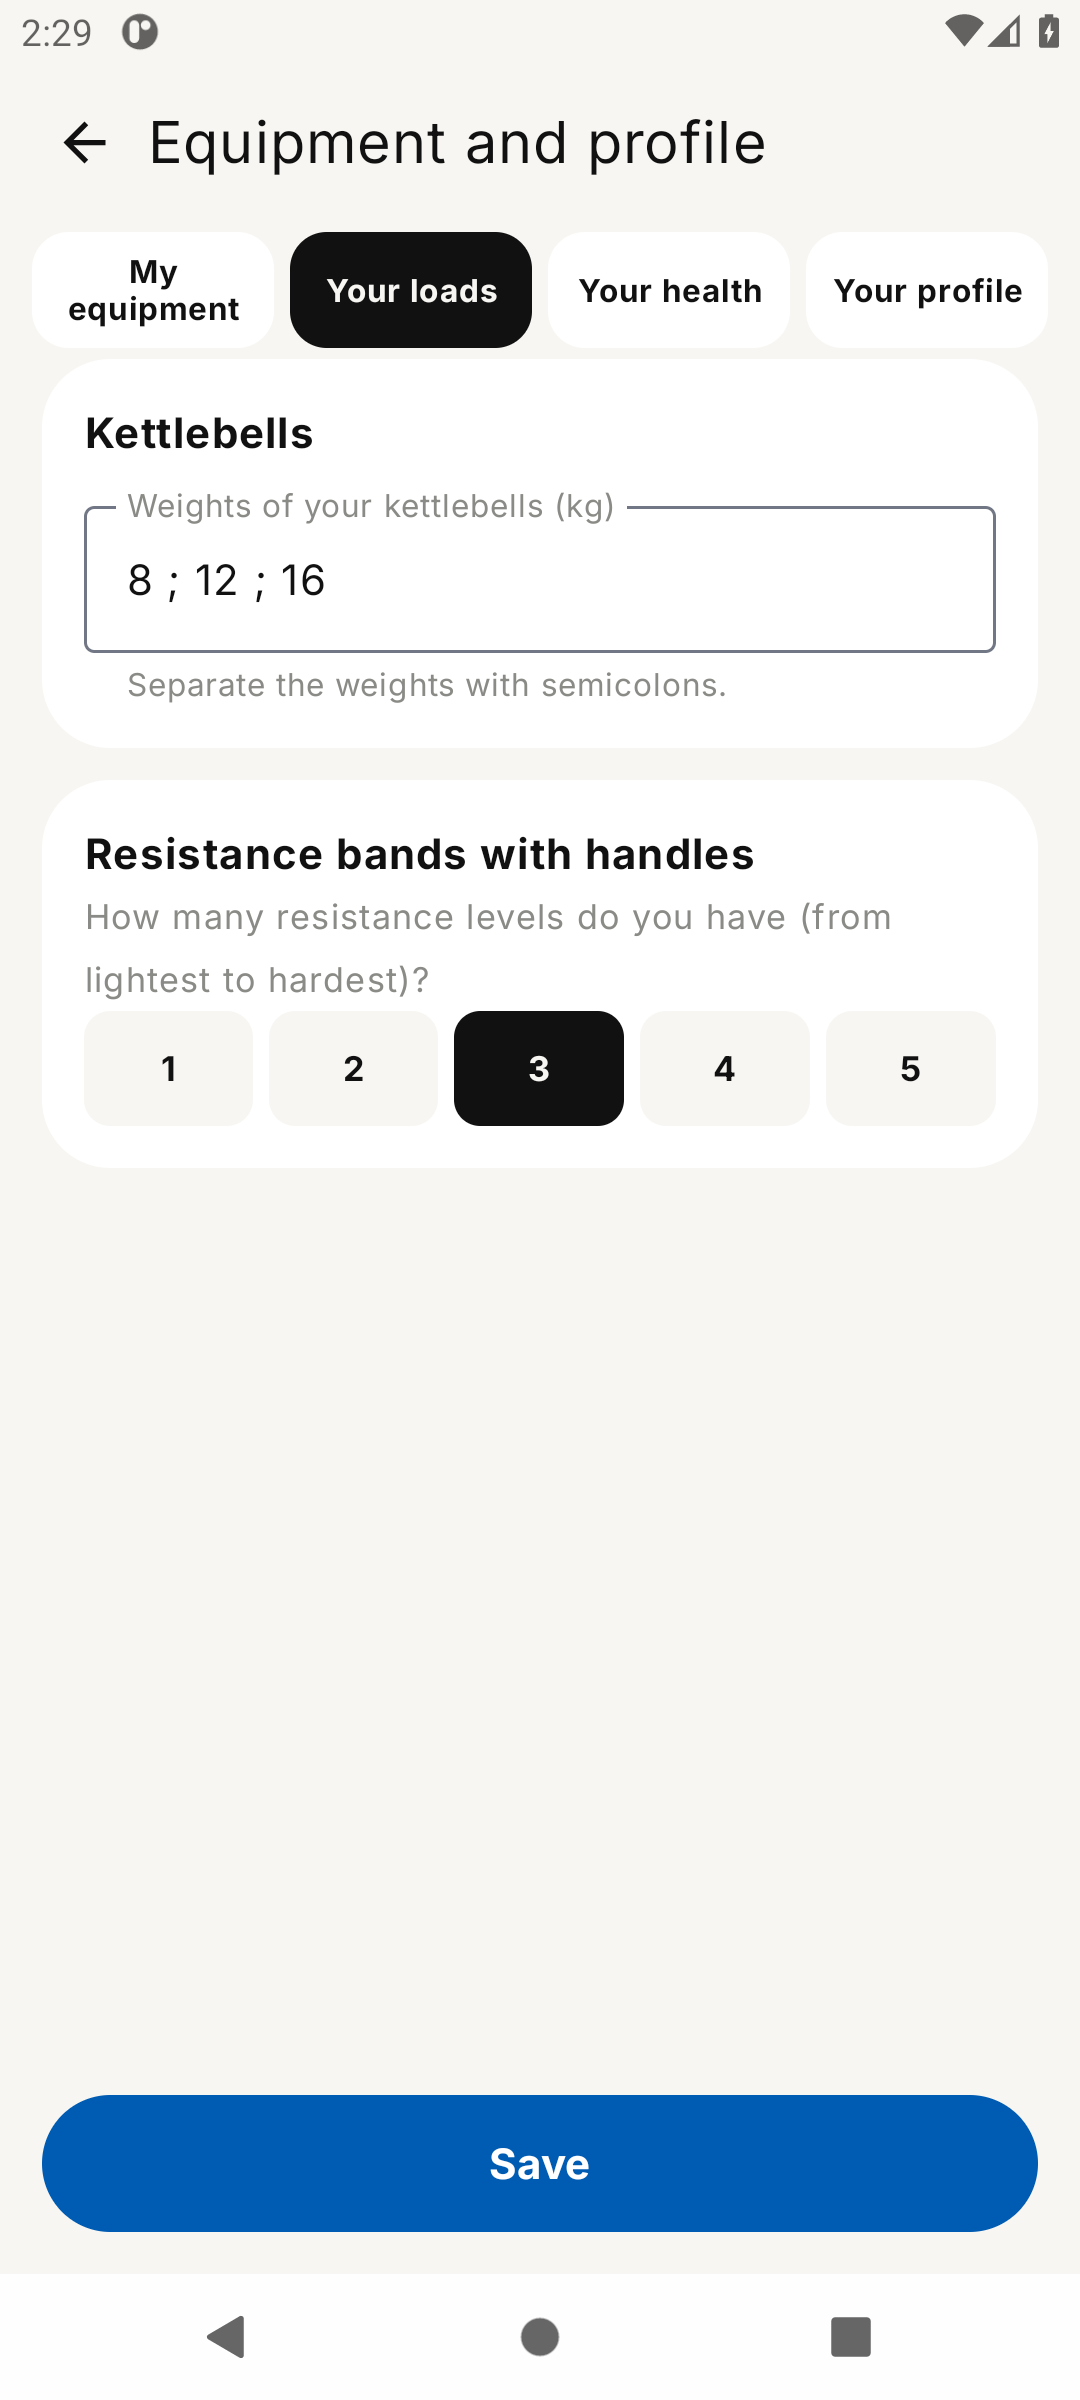 2:29
Equipment and profile
My
equipment
Your loads
Your health
Your profile
Kettlebells
Weights of your kettlebells (kg)
8 ; 12 ; 16
Separate the weights with semicolons.
Resistance bands with handles
How many resistance levels do you have (from
lightest to hardest)?
1 2 3 4 5
Save